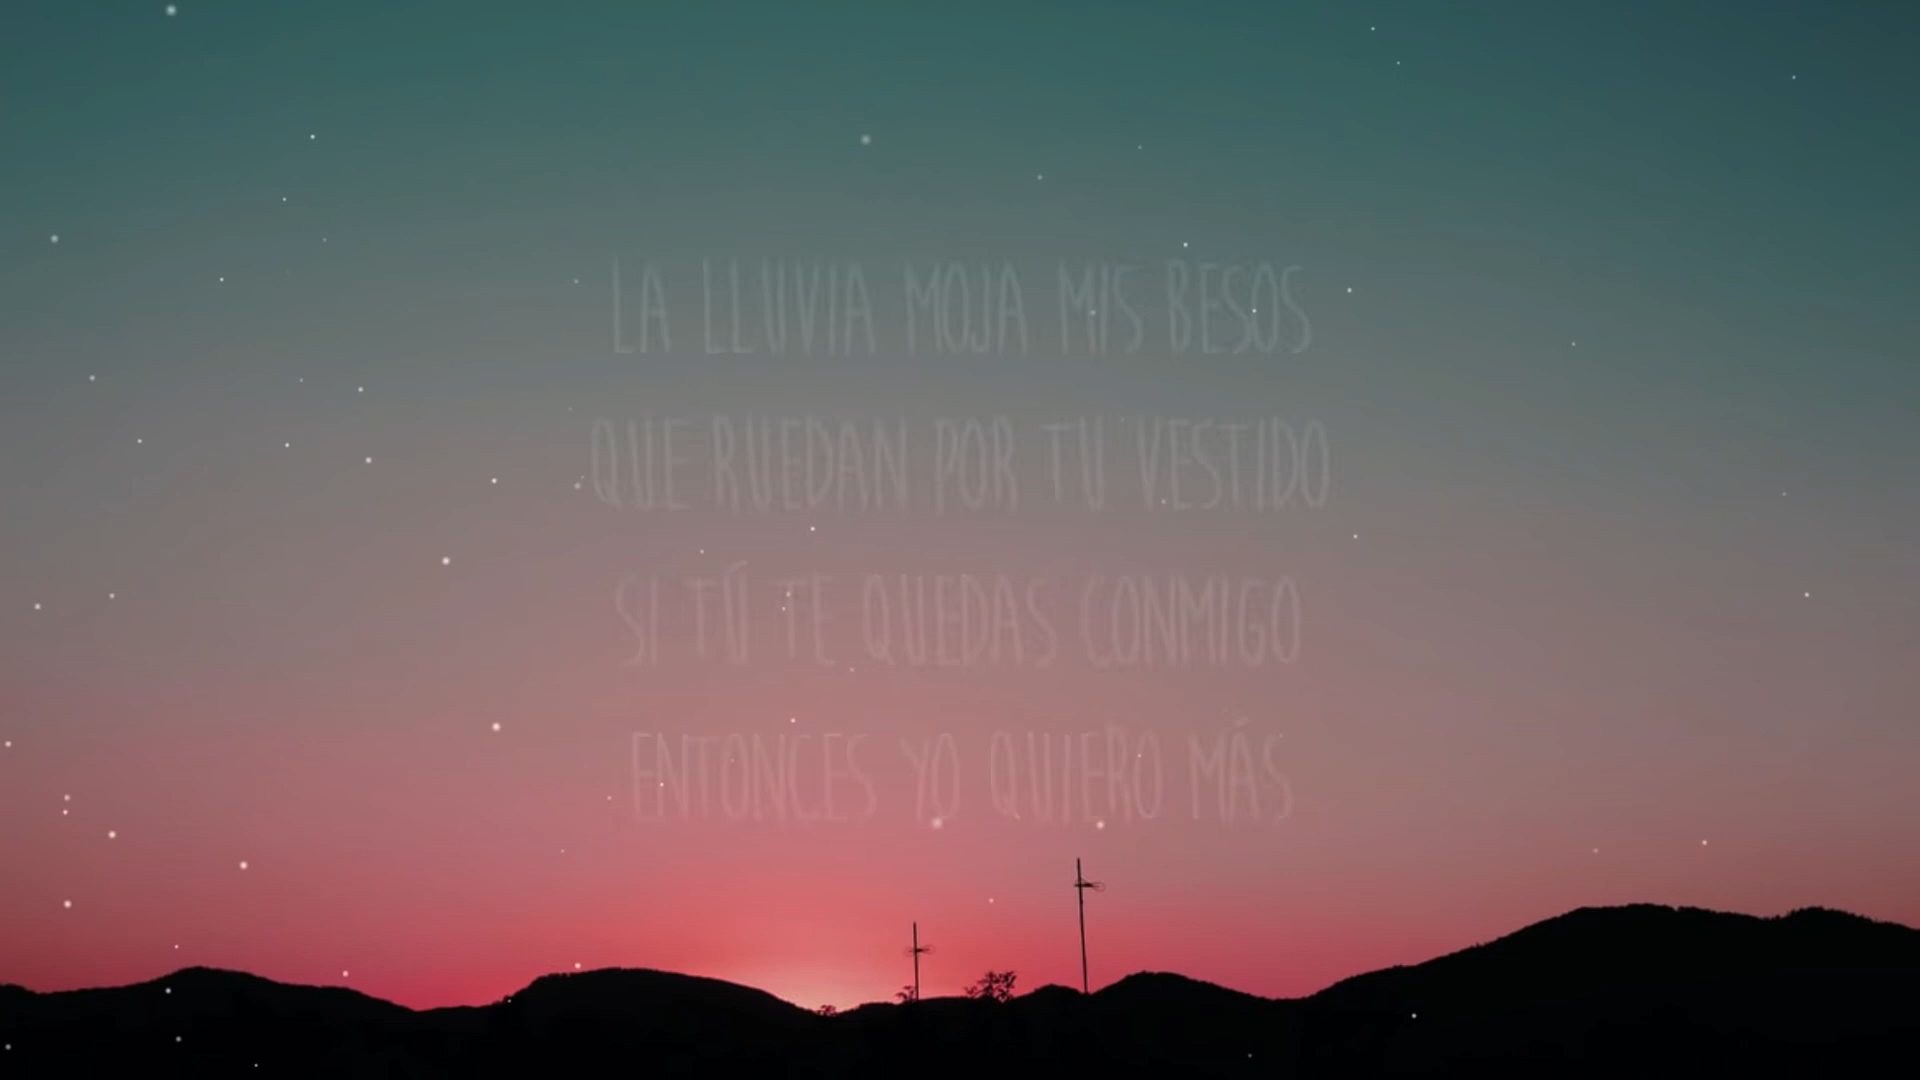 LA LLUVIA MOJA MIS BESOS
QUE RUEDAN POR TU VESTIDO
SI TÚ TE QUEDAS CONMIGO
ENTONCES YO QUIERO MÁS